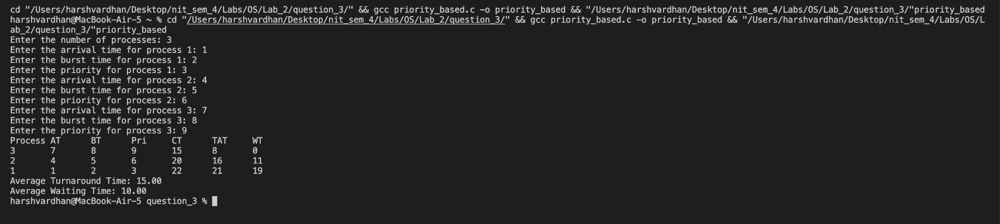 cd "/Users/harshvardhan/Desktop/nit_sem_4/Labs/OS/Lab_2/question_3/" && gcc priority_based.c -o priority_based && "/Users/harshvardhan/Desktop/nit_sem_4/Labs/OS/Lab_2/question_3/"priority_based
harshvardhan@MacBook-Air-5 ~ % cd "/Users/harshvardhan/Desktop/nit_sem_4/Labs/OS/Lab_2/question_3/" && gcc priority_based.c -o priority_based && "/Users/harshvardhan/Desktop/nit_sem_4/Labs/OS/L
ab_2/question_3/"priority_based
Enter the number of processes: 3
Enter the arrival time for process 1: 1
Enter the burst time for process 1: 2
Enter the priority for process 1: 3
Enter the arrival time for process 2: 4
Enter the burst time for process 2: 5
Enter the priority for process 2: 6
Enter the arrival time for process 3: 7
Enter the burst time for process 3: 8
Enter the priority for process 3: 9
Process AT      BT      Pri     CT      TAT     WT
3       7       8       9       15      8       0
2       4       5       6       20      16      11
1       1       2       3       22      21      19
Average Turnaround Time: 15.00
Average Waiting Time: 10.00
harshvardhan@MacBook-Air-5 question_3 %